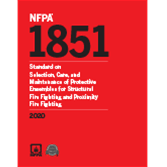 NFPA®
1851
Standard on
Selection, Care, and
Maintenance of Protective
Ensembles for Structural
Fire Fighting and Proximity
Fire Fighting
2020
NFPA